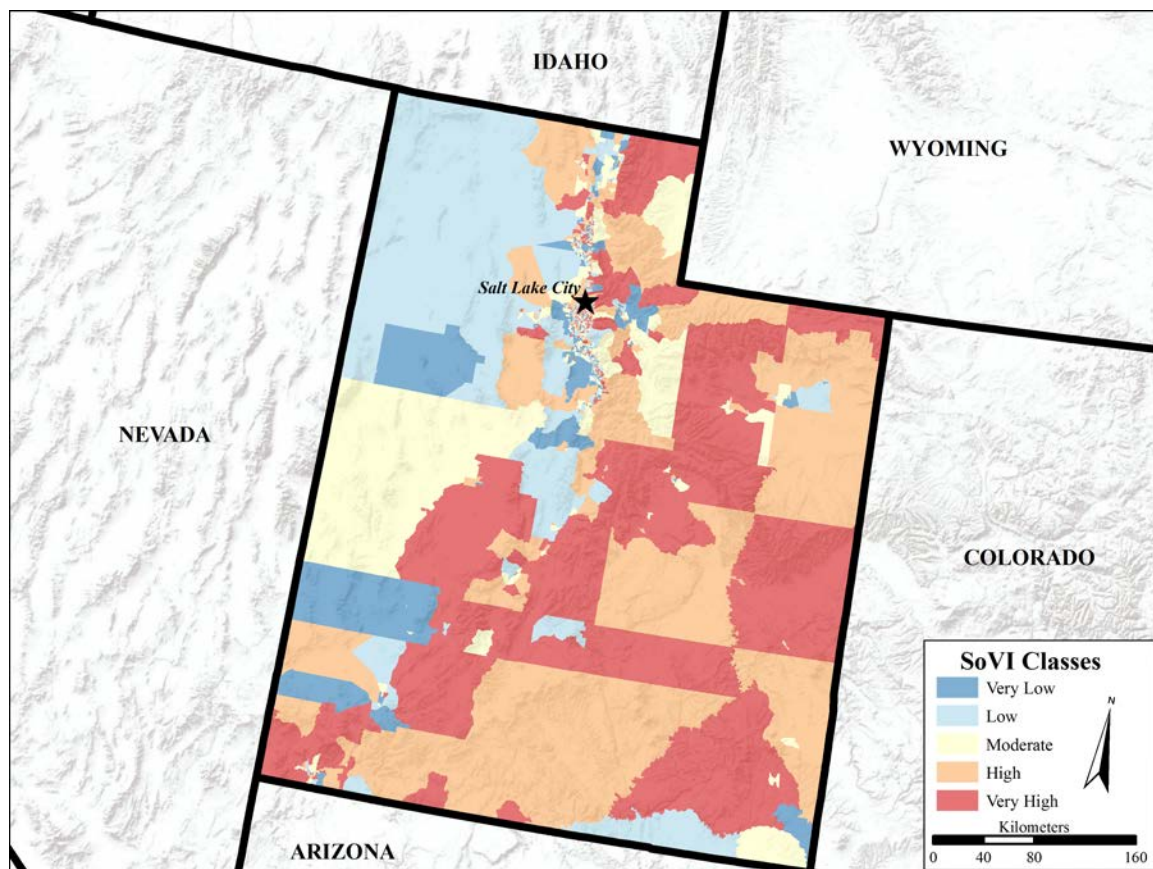 IDAHO
WYOMING
Salt Lake City
NEVADA
COLORADO
ARIZONA
SoVI Classes
Very Low
Low
Moderate
High
Very High
N
Kilometers
0 40 80 160